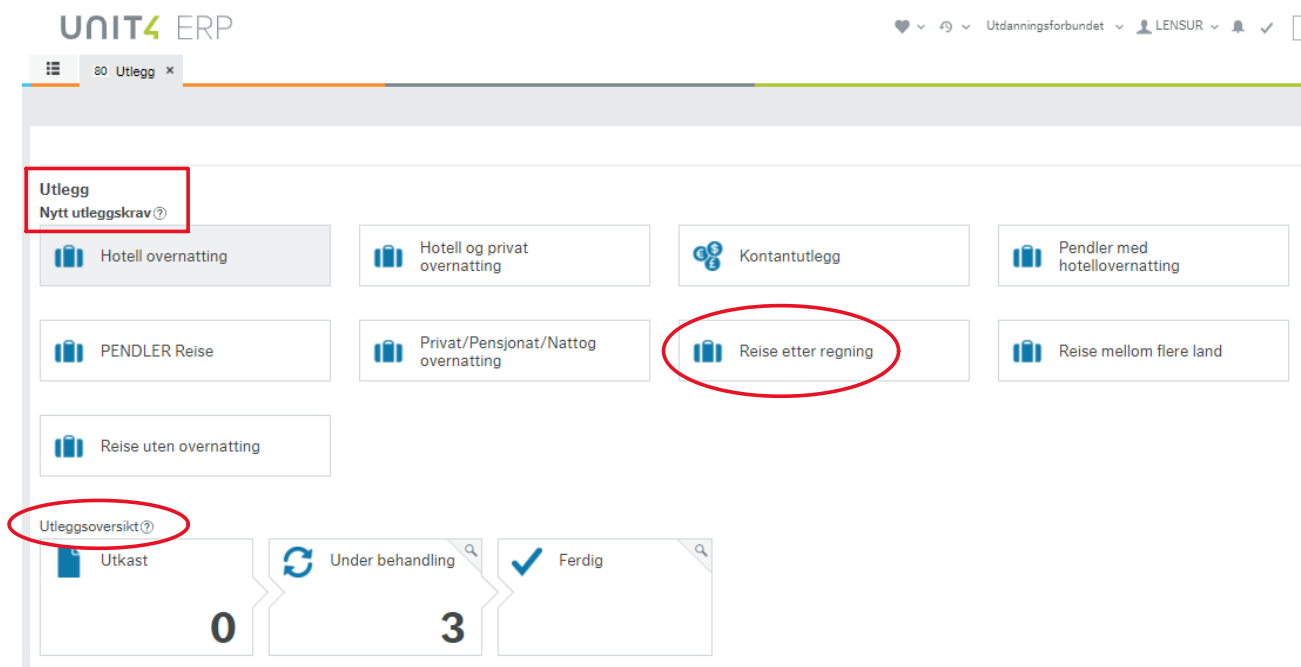 UNIT4 ERP
Utdanningsforbundet LENSUR
80 Utlegg ×
Utlegg
Nytt utleggskrav ?
Hotell overnatting
Hotell og privat
overnatting
Kontantutlegg
Pendler med
hotellovernatting
PENDLER Reise
Privat/Pensjonat/Nattog
overnatting
Reise etter regning
Reise mellom flere land
Reise uten overnatting
Utleggsoversikt ?
Utkast
0
Under behandling
3
Ferdig